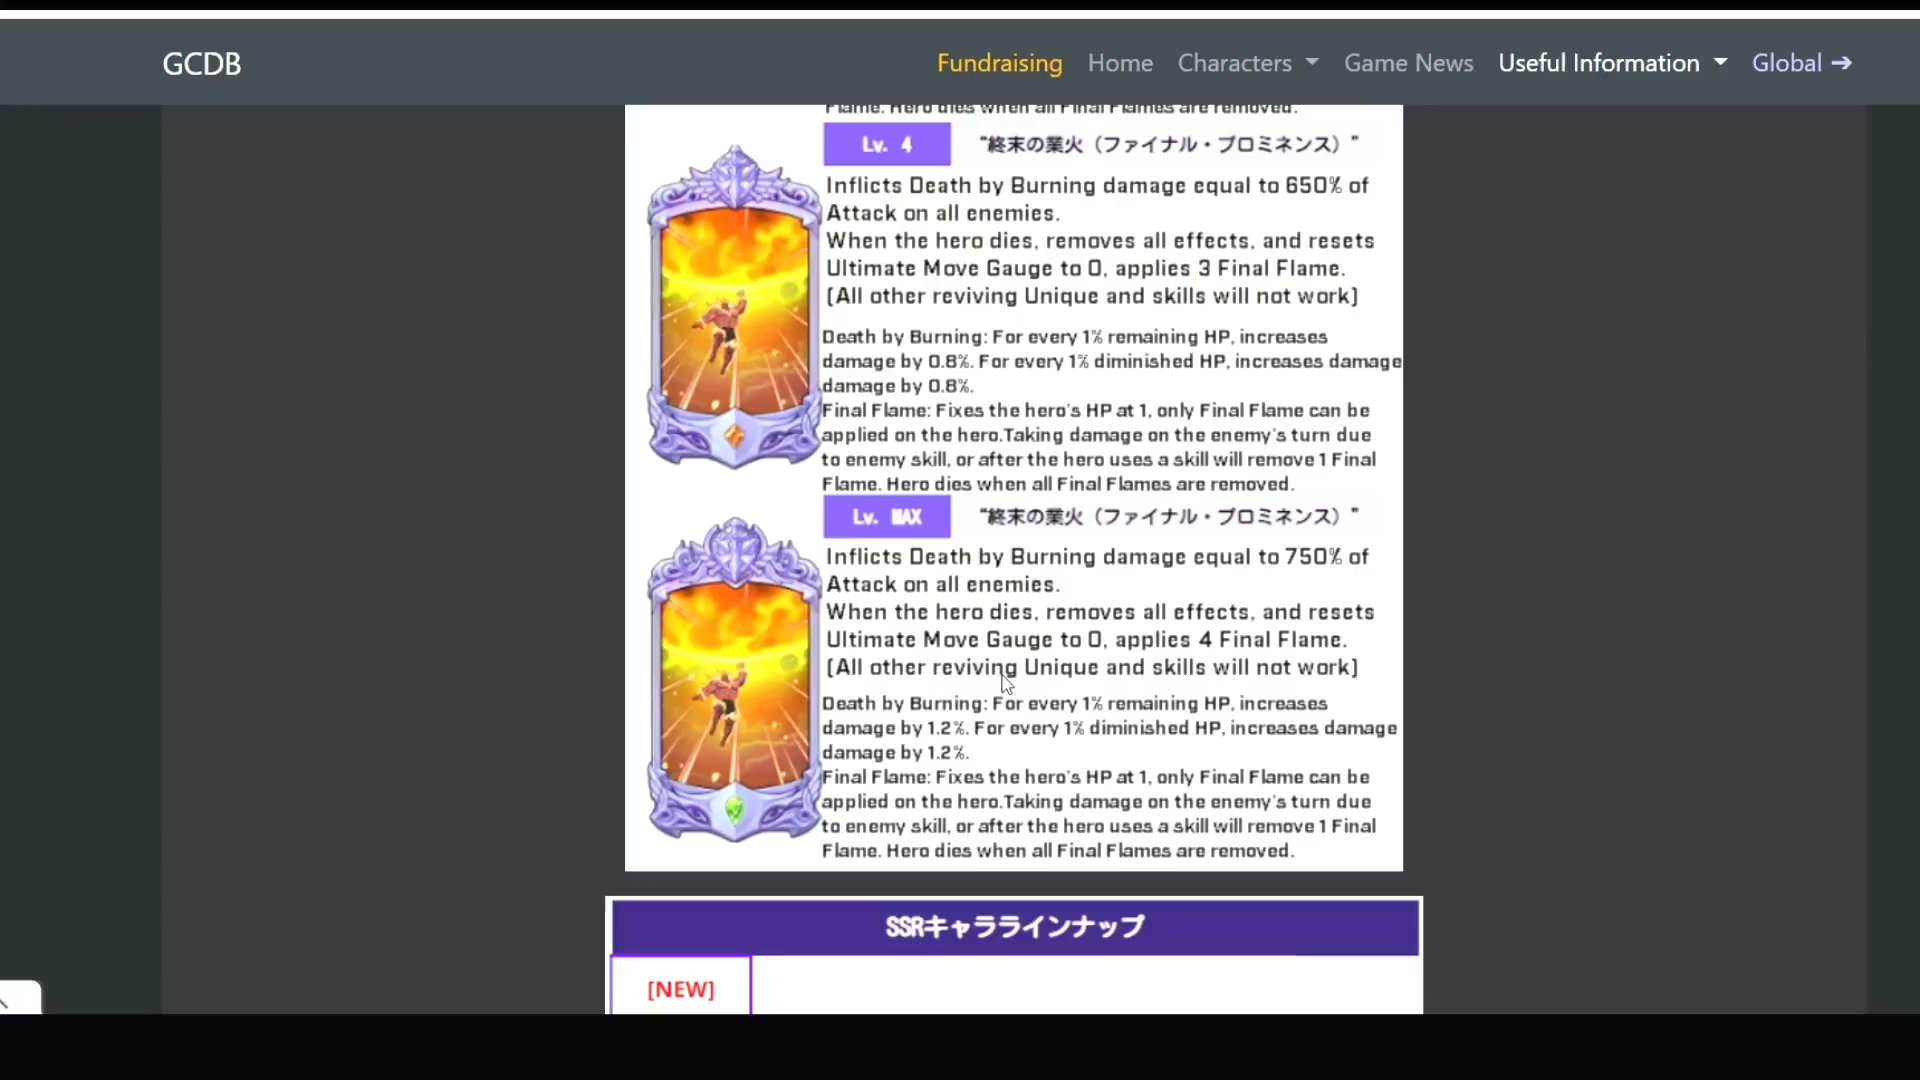 GCDB
Fundraising
Home
Characters
Game News
Useful Information
Global →
Flame. Hero dies when all Final Flames are removed.
Lv. 4
“終末の業火（ファイナル・プロミネンス）”
Inflicts Death by Burning damage equal to 650% of
Attack on all enemies.
When the hero dies, removes all effects, and resets
Ultimate Move Gauge to 0, applies 3 Final Flame.
[All other reviving Unique and skills will not work]
Death by Burning: For every 1% remaining HP, increases
damage by 0.8%. For every 1% diminished HP, increases damage
damage by 0.8%.
Final Flame: Fixes the hero's HP at 1, only Final Flame can be
applied on the hero.Taking damage on the enemy's turn due
to enemy skill, or after the hero uses a skill will remove 1 Final
Flame. Hero dies when all Final Flames are removed.
Lv. MAX
“終末の業火（ファイナル・プロミネンス）”
Inflicts Death by Burning damage equal to 750% of
Attack on all enemies.
When the hero dies, removes all effects, and resets
Ultimate Move Gauge to 0, applies 4 Final Flame.
[All other reviving Unique and skills will not work]
Death by Burning: For every 1% remaining HP, increases
damage by 1.2%. For every 1% diminished HP, increases damage
damage by 1.2%.
Final Flame: Fixes the hero's HP at 1, only Final Flame can be
applied on the hero.Taking damage on the enemy's turn due
to enemy skill, or after the hero uses a skill will remove 1 Final
Flame. Hero dies when all Final Flames are removed.
SSRキャララインナップ
[NEW]